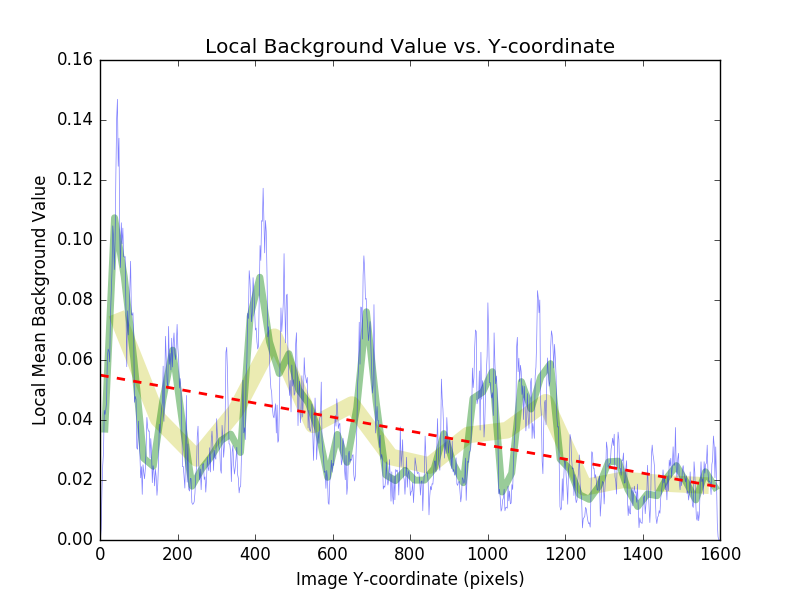 Local Background Value vs. Y-coordinate
0.16
0.14
0.12
0.10
0.08
0.06
0.04
0.02
0.00
Local Mean Background Value
0 200 400 600 800 1000 1200 1400 1600
Image Y-coordinate (pixels)